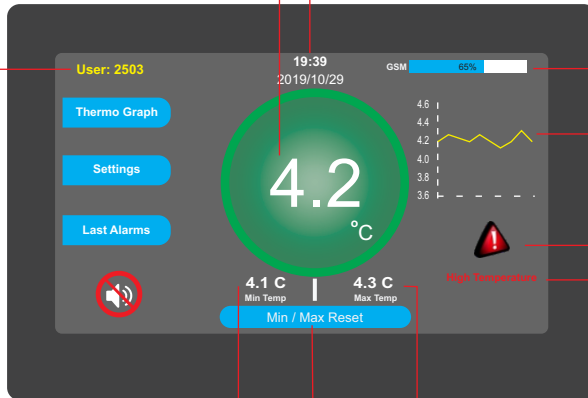 User: 2503
19:39
2019/10/29
GSM
65%
Thermo Graph
Settings
Last Alarms
4.2
°C
4.6
4.4
4.2
4.0
3.8
3.6
High Temperature
4.1 C
Min Temp
4.3 C
Max Temp
Min / Max Reset